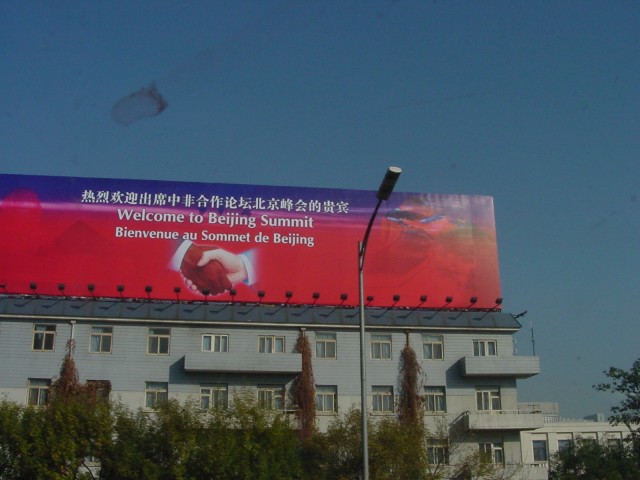 热烈欢迎出席中非合作论坛北京峰会的贵宾
Welcome to Beijing Summit
Bienvenue au Sommet de Beijing